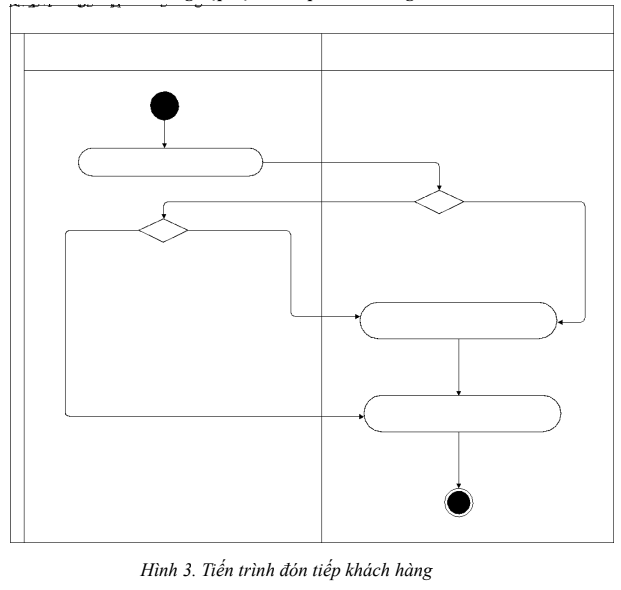 Hình 3. Tiến trình đón tiếp khách hàng